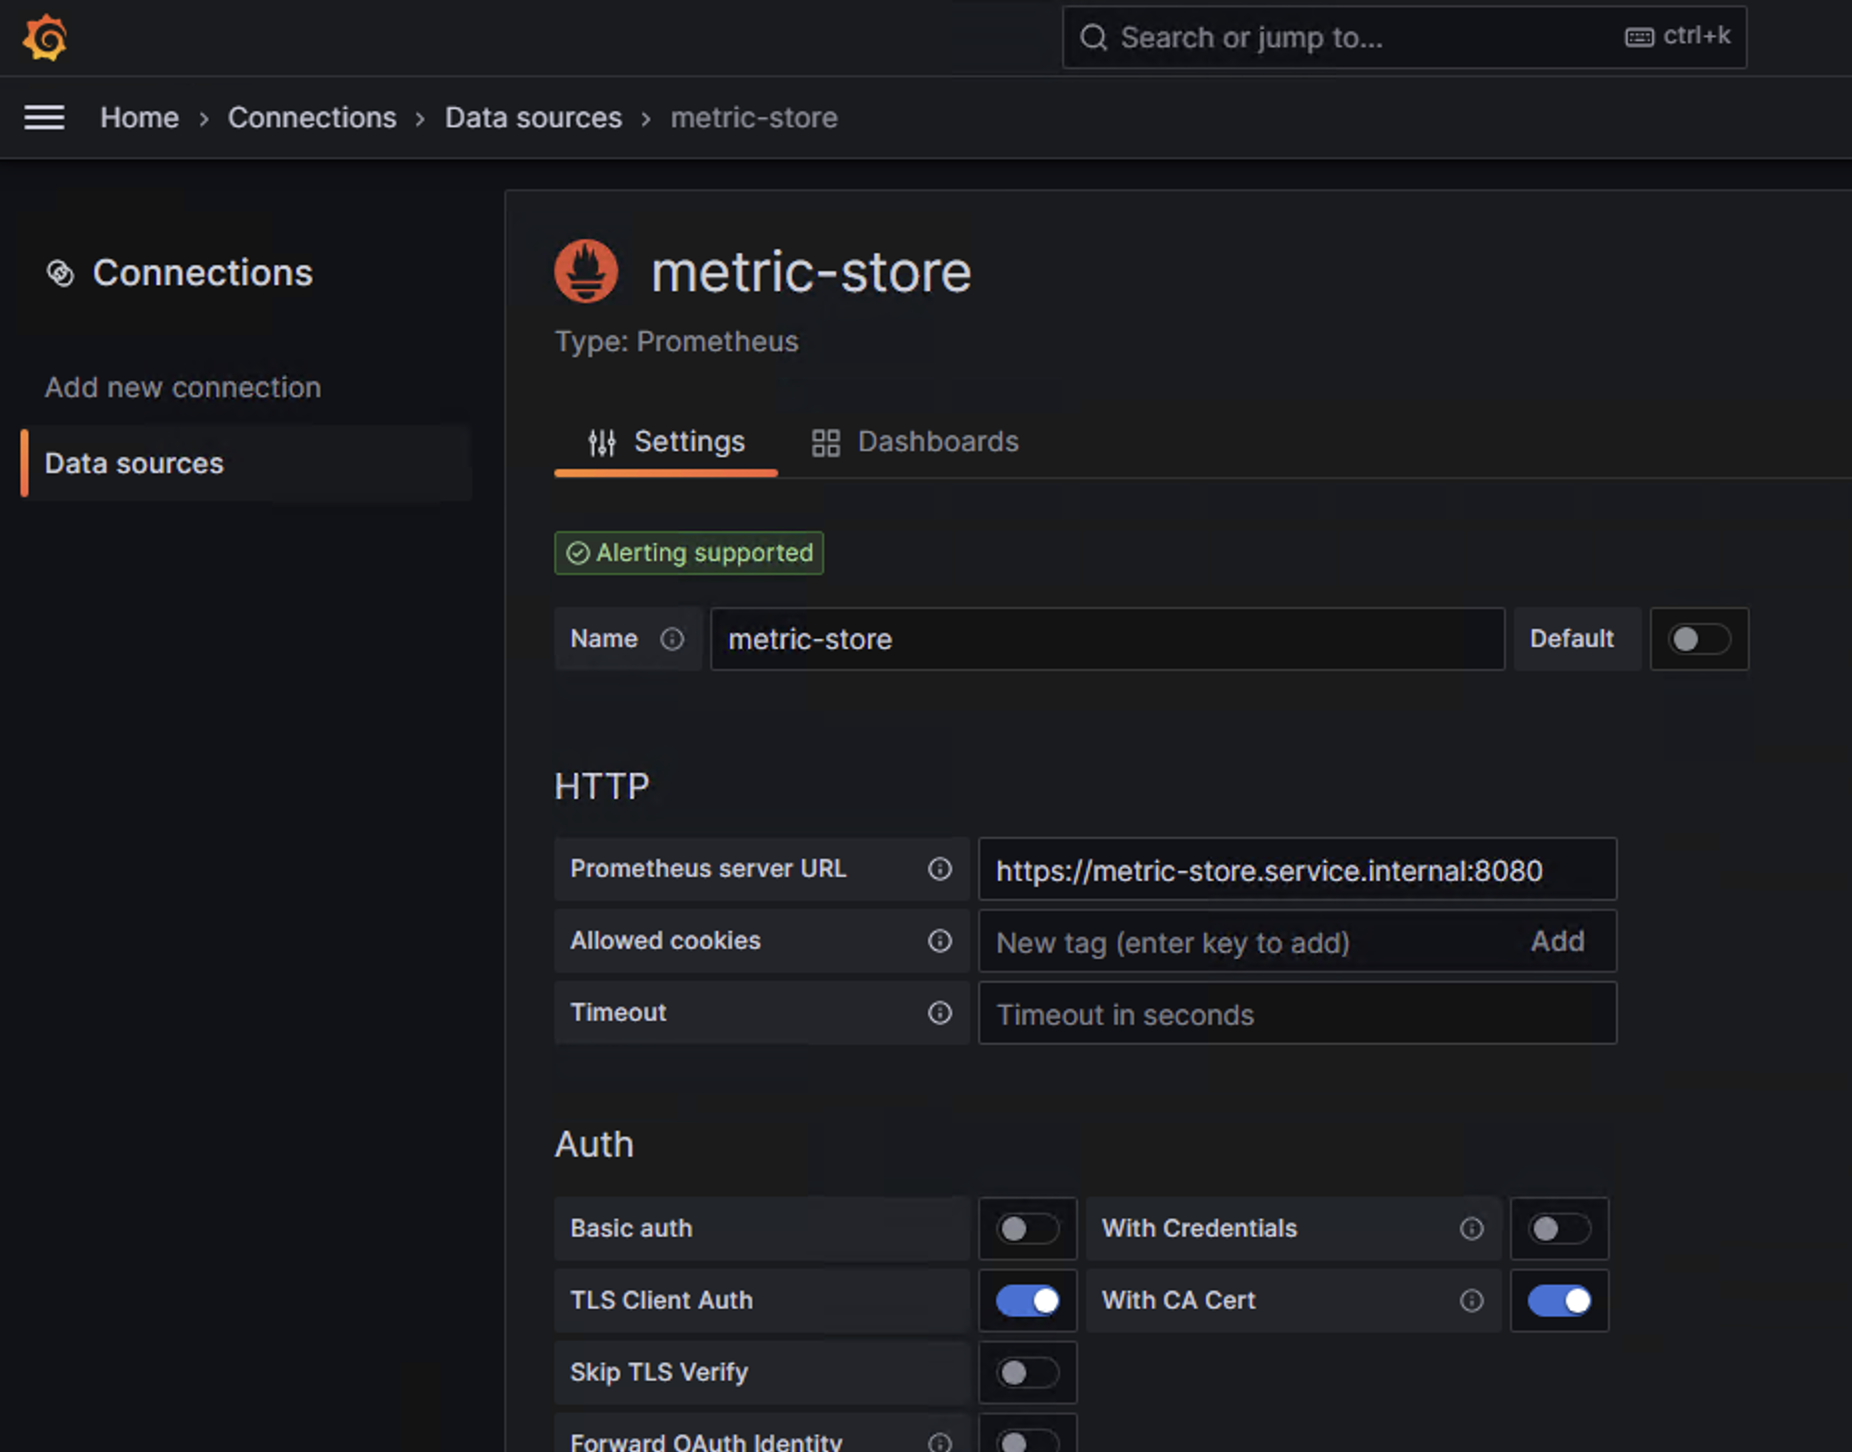 Search or jump to...
ctrl+k
Home › Connections › Data sources › metric-store
Connections
Add new connection
Data sources
metric-store
Type: Prometheus
Settings
Dashboards
Alerting supported
Name
metric-store
Default
HTTP
Prometheus server URL
https://metric-store.service.internal:8080
Allowed cookies
New tag (enter key to add)
Add
Timeout
Timeout in seconds
Auth
Basic auth
With Credentials
TLS Client Auth
With CA Cert
Skip TLS Verify
Forward OAuth Identity